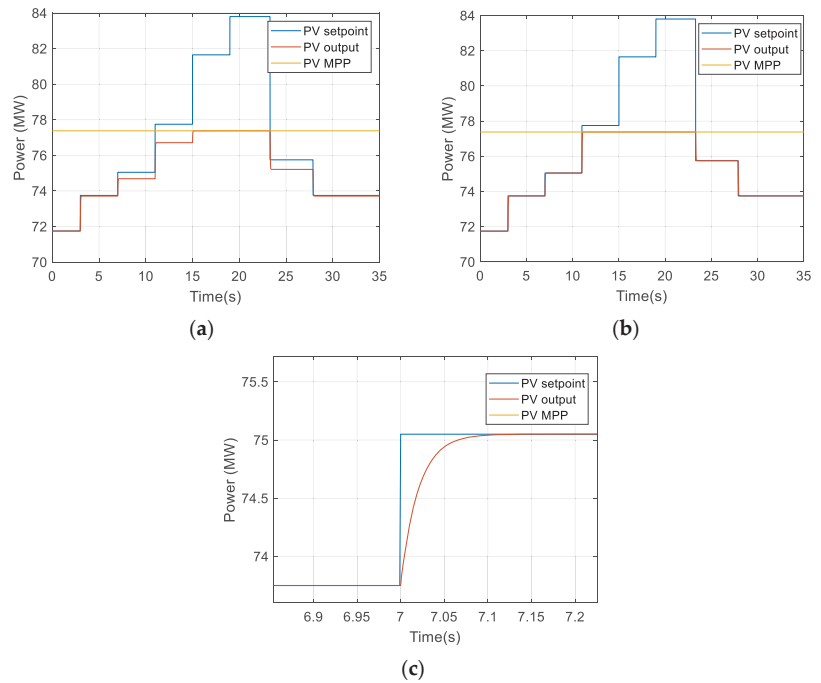 84
82
80
78
76
74
72
70
Power (MW)
PV setpoint
PV output
PV MPP
0 5 10 15 20 25 30 35
Time(s)
(a)
84
82
80
78
76
74
72
70
Power (MW)
PV setpoint
PV output
PV MPP
0 5 10 15 20 25 30 35
Time(s)
(b)
75.5
75
74.5
74
Power (MW)
PV setpoint
PV output
PV MPP
6.9 6.95 7 7.05 7.1 7.15 7.2
Time(s)
(c)